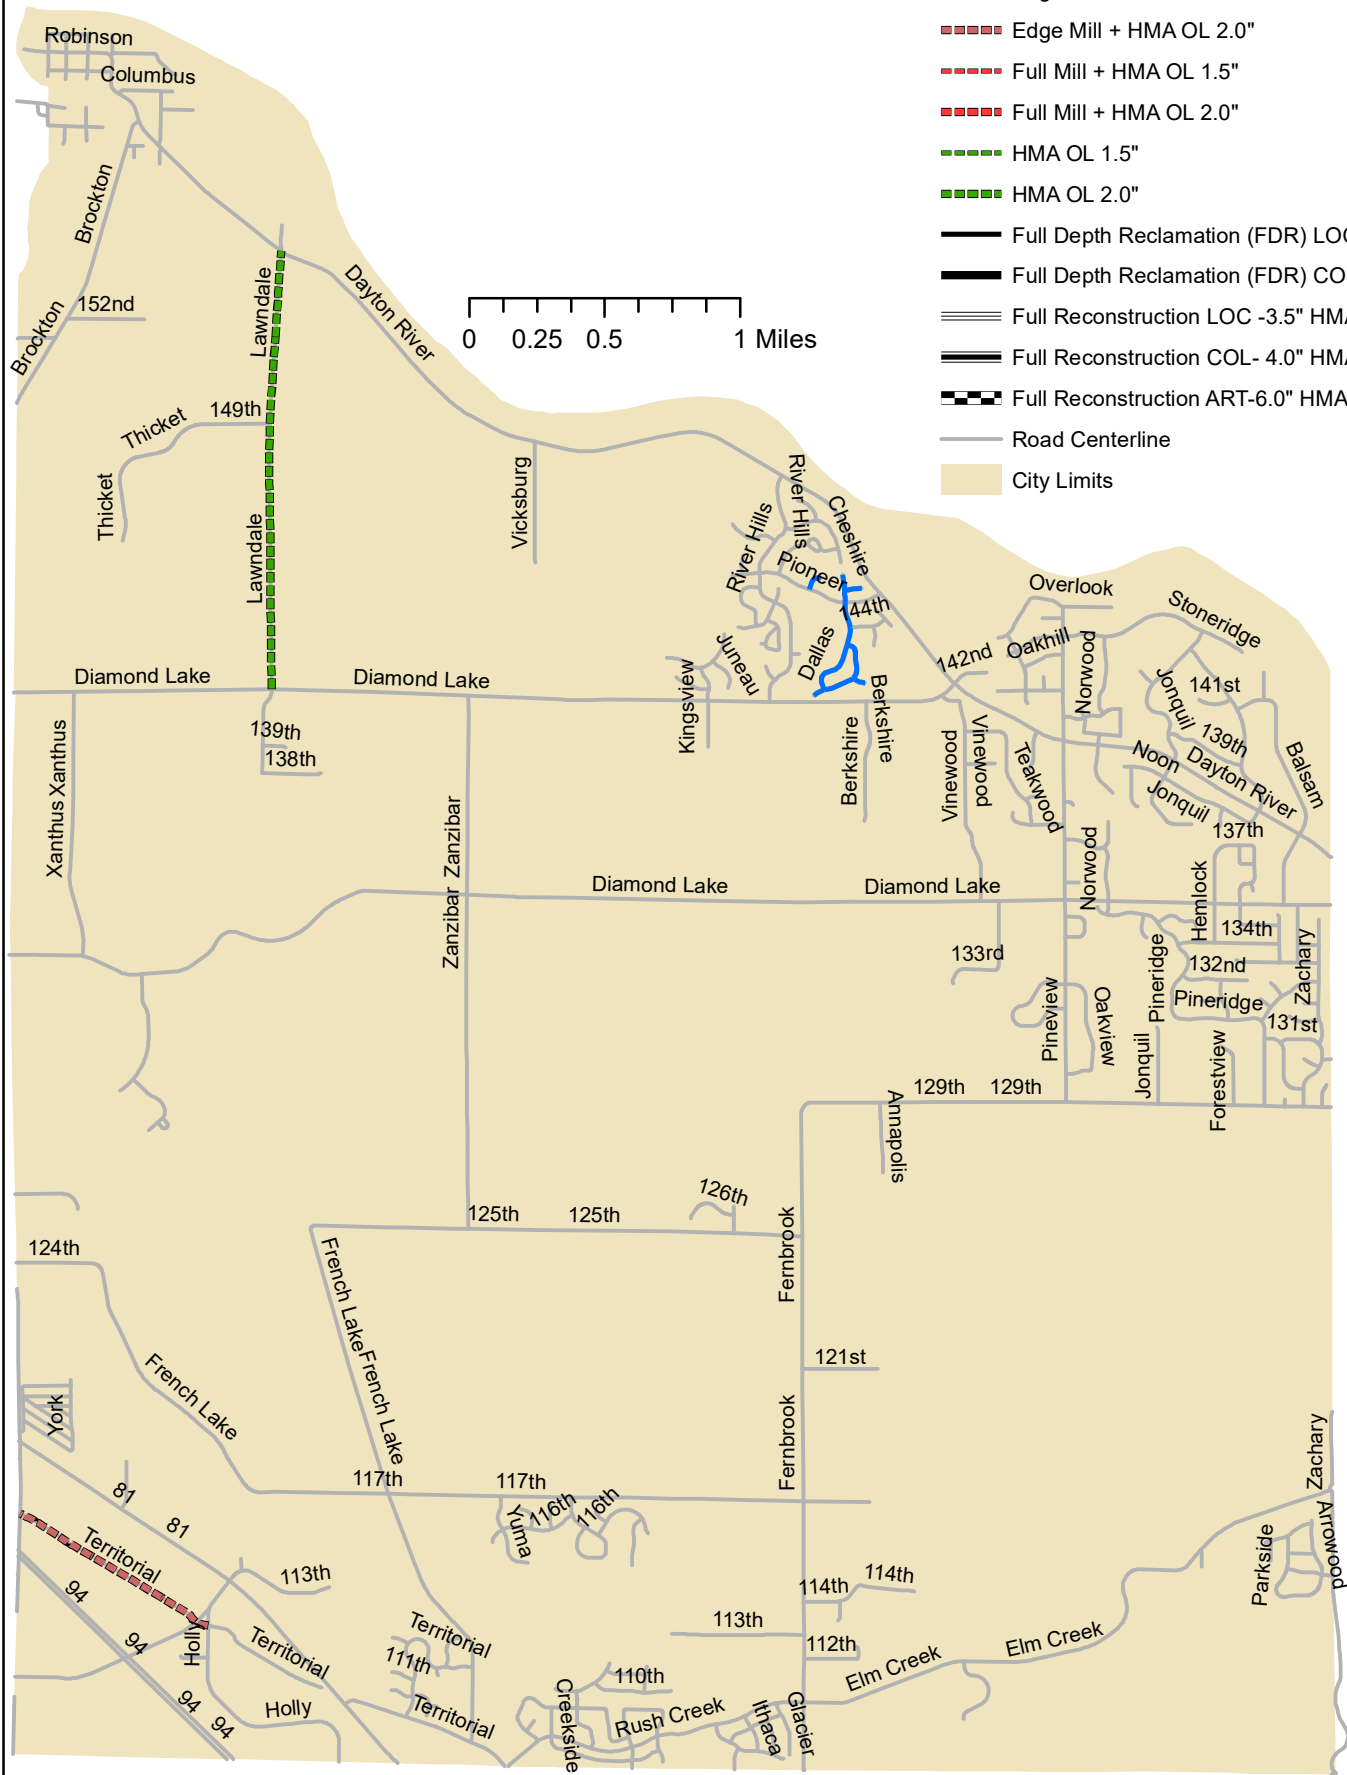 Edge Mill + HMA OL 2.0"
Full Mill + HMA OL 1.5"
Full Mill + HMA OL 2.0"
HMA OL 1.5"
HMA OL 2.0"
Full Depth Reclamation (FDR) LOC
Full Depth Reclamation (FDR) CO
Full Reconstruction LOC -3.5" HMA
Full Reconstruction COL- 4.0" HMA
Full Reconstruction ART-6.0" HMA
Road Centerline
City Limits
Robinson
Columbus
Brockton
Brockton
152nd
Lawndale
Dayton River
0 0.25 0.5 1 Miles
149th
Thicket
Thicket
Lawndale
Vicksburg
River Hills
River Hills
Cheshire
Pioneer
144th
Dallas
Juneau
Kingsview
Berkshire
Berkshire
142nd
Overlook
Oakhill
Norwood
Stoneridge
Jonquil
141st
139th
Balsam
Noon
Dayton River
Jonquil
137th
Diamond Lake
Diamond Lake
139th
138th
Xanthus
Xanthus
Zanzibar
Zanzibar
Vinewood
Vinewood
Teakwood
Norwood
Diamond Lake
Diamond Lake
Hemlock
134th
133rd
132nd
Pineridge
Pineridge
Zachary
131st
Pineview
Oakview
Jonquil
Forestview
129th
129th
Annapolis
126th
125th
125th
124th
Fernbrook
French Lake
French Lake
French Lake
121st
York
Fernbrook
117th
117th
116th
116th
Yuma
81
81
Territorial
94
94
94
94
Holly
113th
Territorial
Holly
Territorial
111th
Territorial
114th
114th
113th
112th
110th
Creekside
Rush Creek
Ithaca
Glacier
Elm Creek
Elm Creek
Zachary
Arrowood
Parkside